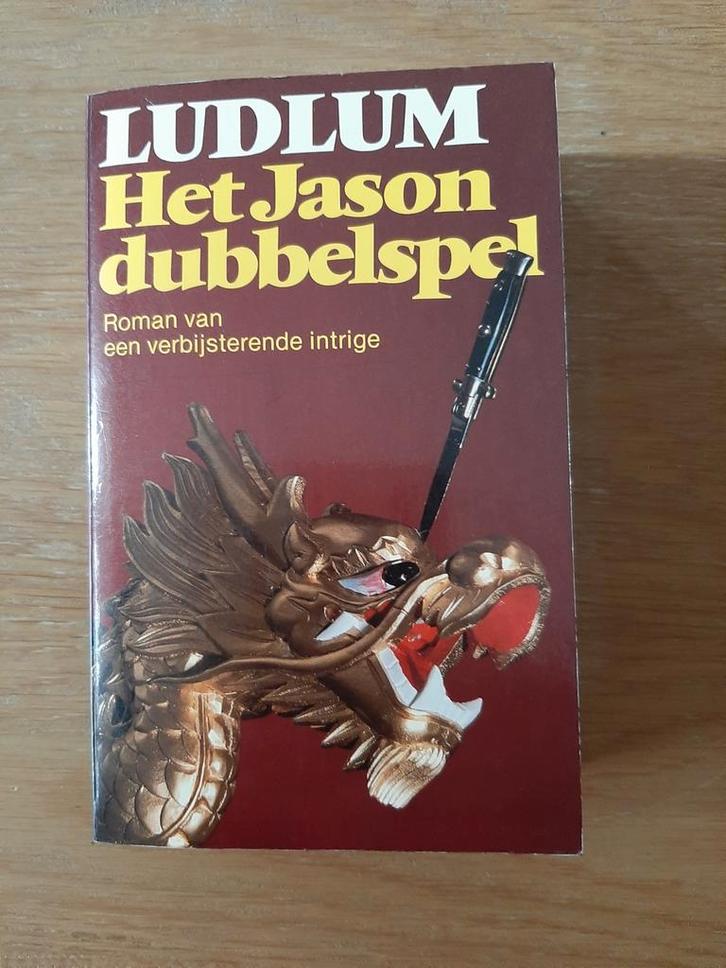 LUDLUM
Het Jason
dubbelspel
Roman van
een verbijsterende intrige